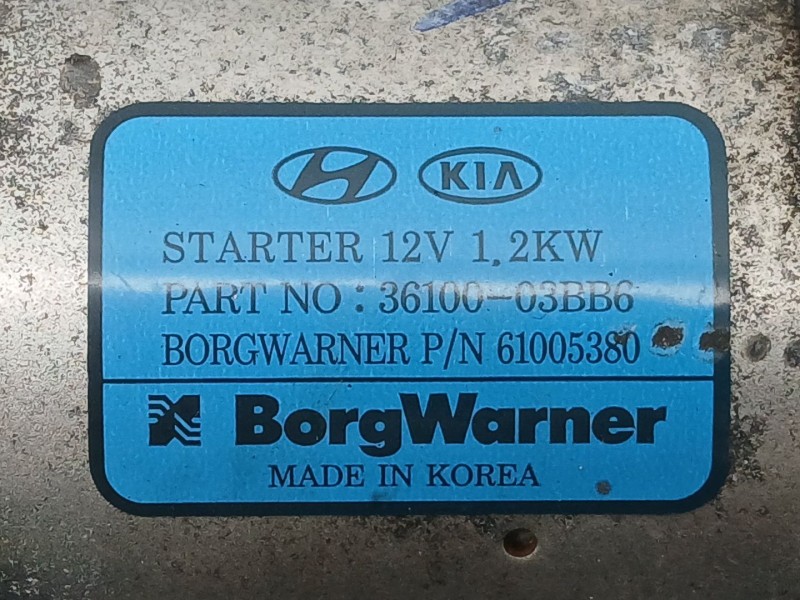 KIA
STARTER 12V 1.2KW
PART NO : 36100-03BB6
BORGWARNER P/N 61005380
BorgWarner
MADE IN KOREA